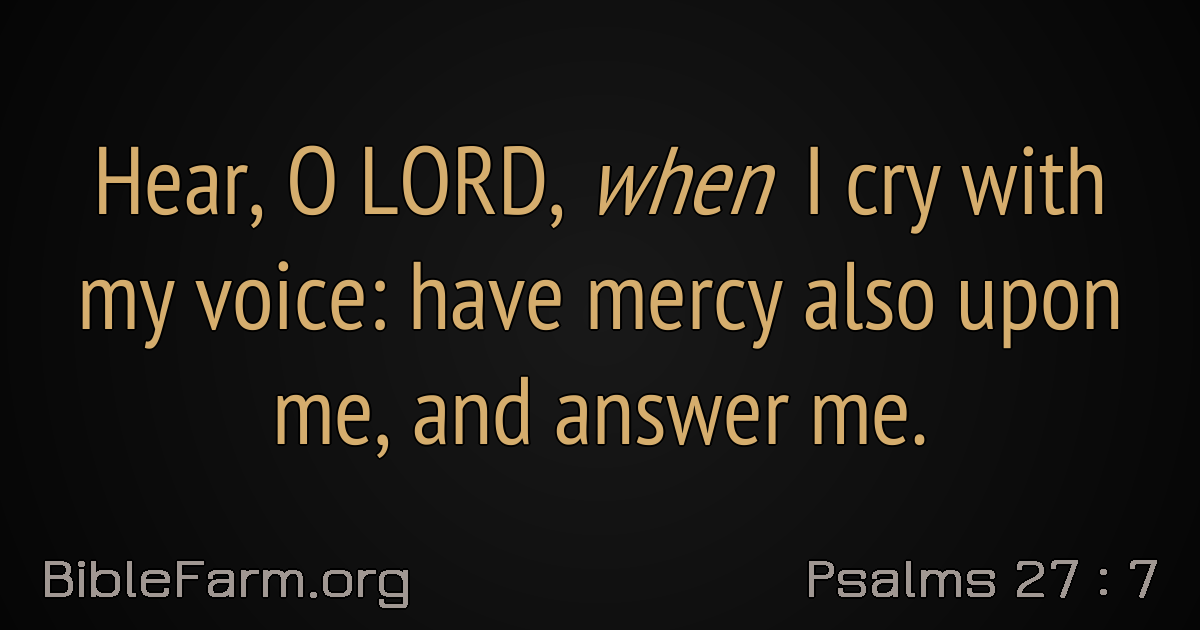 Hear, O LORD, when I cry with
my voice: have mercy also upon
me, and answer me.
BibleFarm.org
Psalms 27 : 7